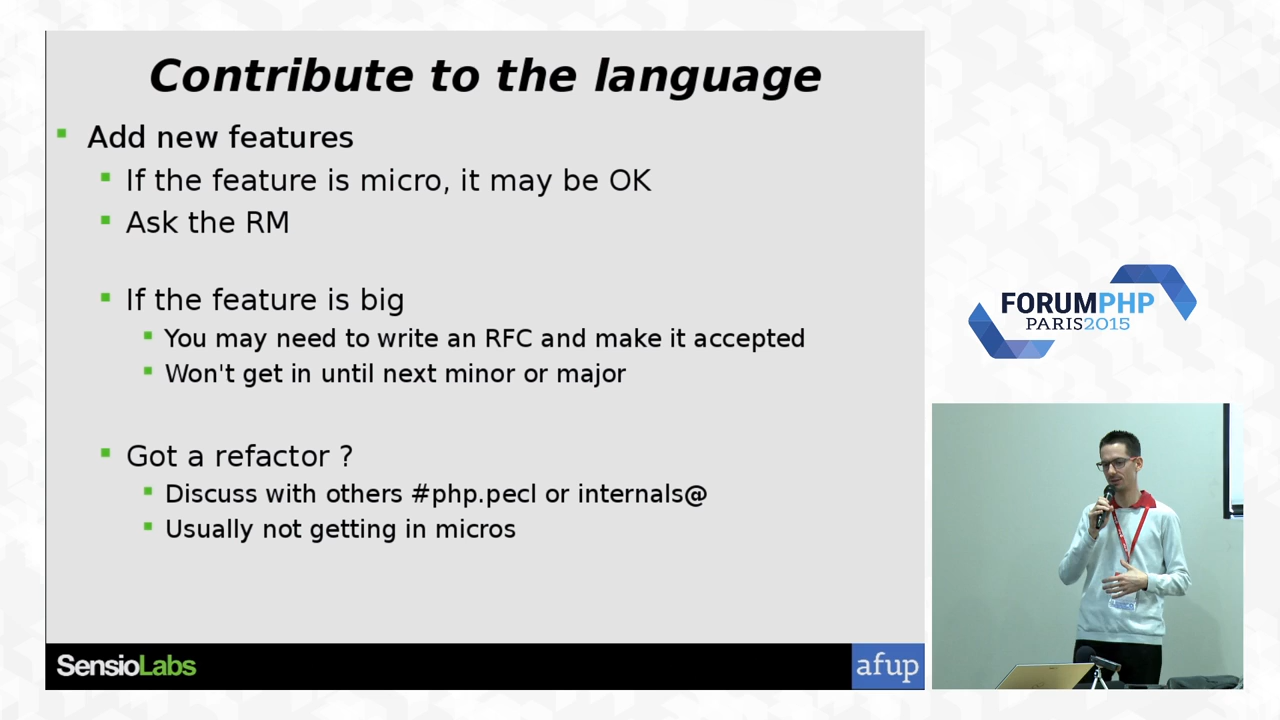 Contribute to the language
Add new features
If the feature is micro, it may be OK
Ask the RM
If the feature is big
You may need to write an RFC and make it accepted
Won't get in until next minor or major
Got a refactor ?
Discuss with others #php.pecl or internals@
Usually not getting in micros
SensioLabs
afup
FORUMPHP
PARIS2015